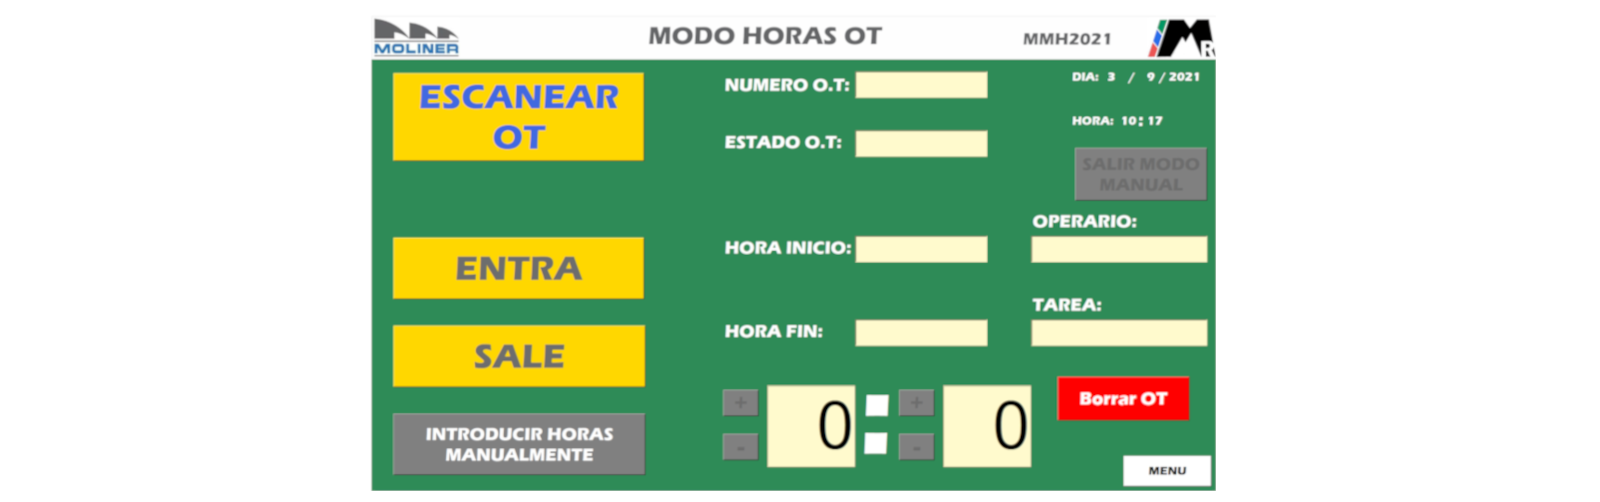 MOLINER
MODO HORAS OT
MMH2021
MR
ESCANEAR
OT
NUMERO O.T:
DIA: 3 / 9 / 2021
ESTADO O.T:
HORA: 10:17
SALIR MODO
MANUAL
OPERARIO:
ENTRA
HORA INICIO:
TAREA:
SALE
HORA FIN:
Borrar OT
+
0
+
0
-
-
INTRODUCIR HORAS
MANUALMENTE
MENU